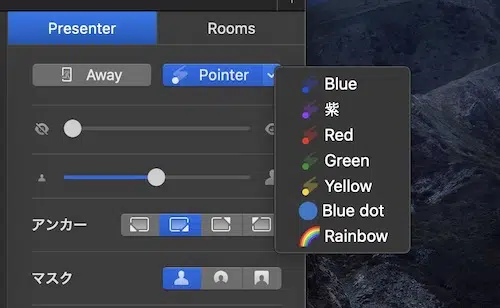 Presenter Rooms
Away Pointer
Blue
紫
Red
Green
Yellow
Blue dot
Rainbow
アンカー
マスク